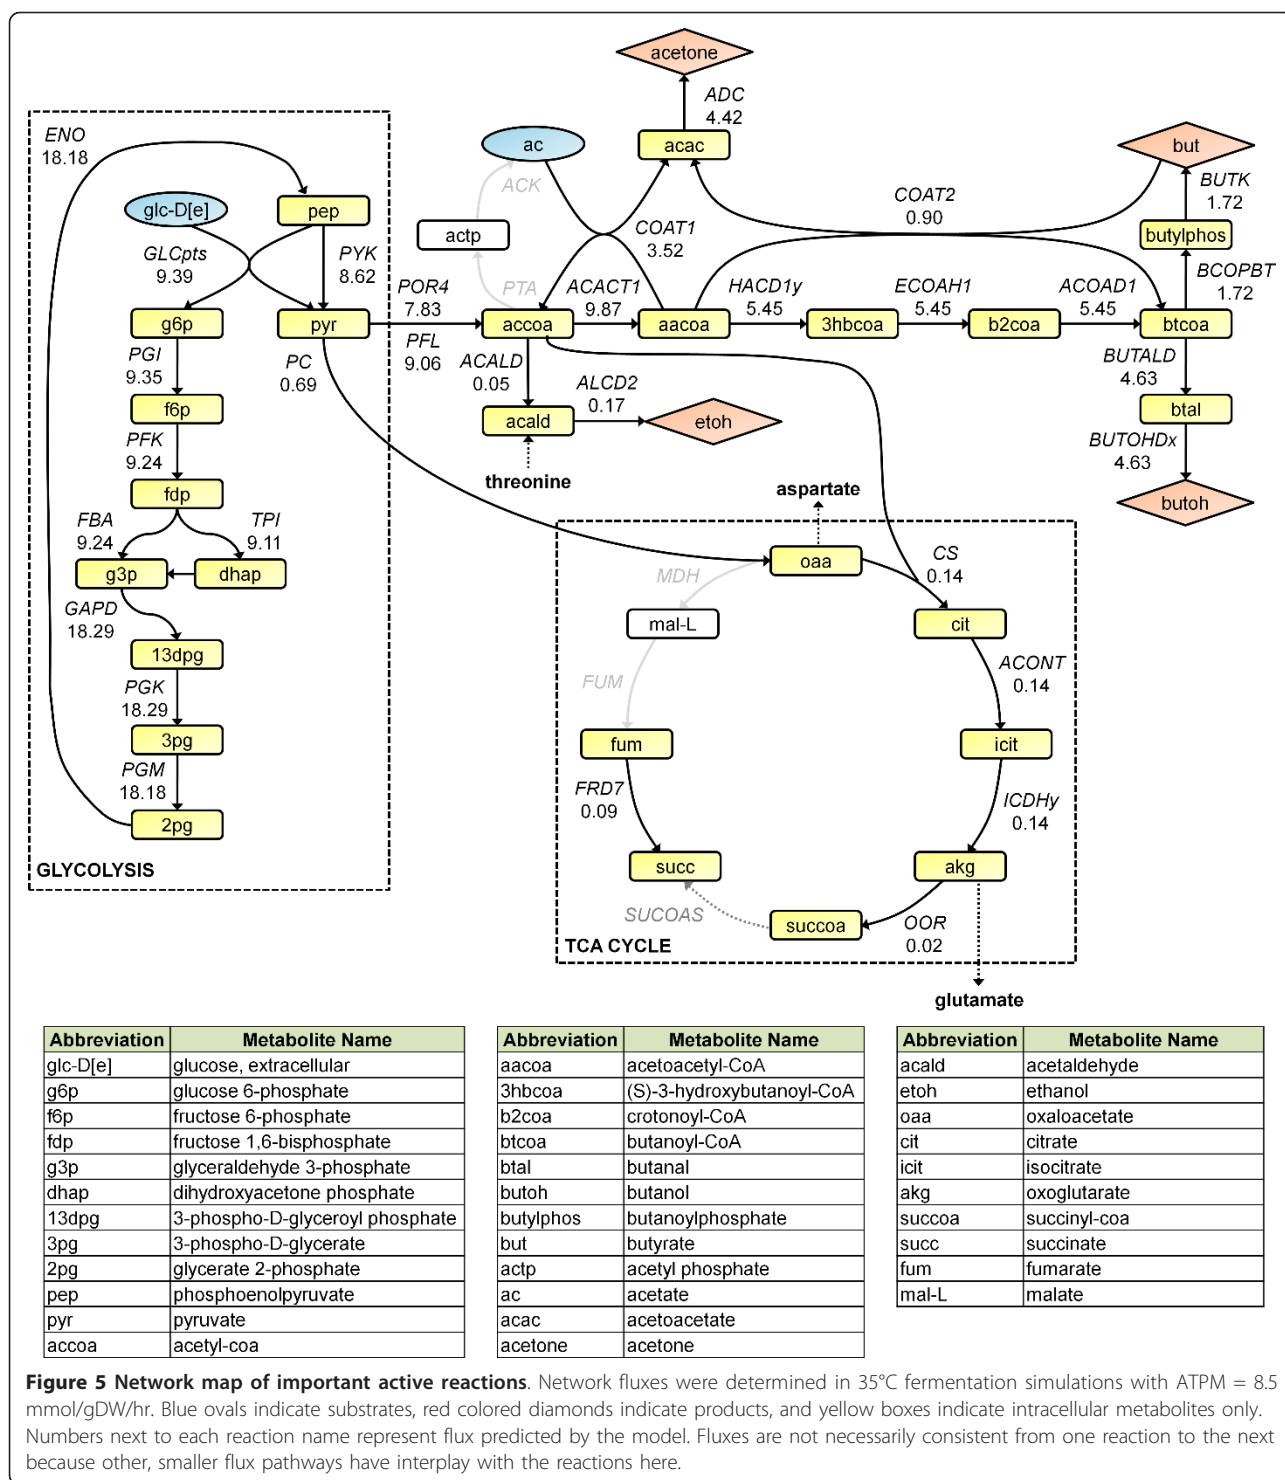 acetone
ADC
4.42
ENO
18.18
ac
acac
but
ACK
COAT2
0.90
BUTK
1.72
glc-D[e]
pep
actp
COAT1
3.52
butylphos
GLCpts
9.39
PYK
8.62
POR4
7.83
PTA
ACACT1
9.87
HACD1y
5.45
ECOAH1
5.45
ACOAD1
5.45
BCOPBT
1.72
g6p
pyr
accoa
aacoa
3hbcoa
b2coa
btcoa
PGI
9.35
PC
0.69
PFL
9.06
ACALD
0.05
ALCD2
0.17
BUTALD
4.63
f6p
acald
etoh
btal
PFK
9.24
BUTOHDx
4.63
threonine
fdp
aspartate
butoh
FBA
9.24
TPI
9.11
g3p
dhap
oaa
CS
0.14
MDH
GAPD
18.29
mal-L
cit
13dpg
ACONT
0.14
FUM
PGK
18.29
3pg
fum
icit
PGM
18.18
FRD7
0.09
ICDHy
0.14
2pg
GLYCOLYSIS
succ
akg
SUCOAS
succoa
OOR
0.02
TCA CYCLE
glutamate
Abbreviation Metabolite Name
glc-D[e] glucose, extracellular
g6p glucose 6-phosphate
f6p fructose 6-phosphate
fdp fructose 1,6-bisphosphate
g3p glyceraldehyde 3-phosphate
dhap dihydroxyacetone phosphate
13dpg 3-phospho-D-glyceroyl phosphate
3pg 3-phospho-D-glycerate
2pg glycerate 2-phosphate
pep phosphoenolpyruvate
pyr pyruvate
accoa acetyl-coa
Abbreviation Metabolite Name
aacoa acetoacetyl-CoA
3hbcoa (S)-3-hydroxybutanoyl-CoA
b2coa crotonoyl-CoA
btcoa butanoyl-CoA
btal butanal
butoh butanol
butylphos butanoylphosphate
but butyrate
actp acetyl phosphate
ac acetate
acac acetoacetate
acetone acetone
Abbreviation Metabolite Name
acald acetaldehyde
etoh ethanol
oaa oxaloacetate
cit citrate
icit isocitrate
akg oxoglutarate
succoa succinyl-coa
succ succinate
fum fumarate
mal-L malate
Figure 5 Network map of important active reactions. Network fluxes were determined in 35°C fermentation simulations with ATPM = 8.5
mmol/gDW/hr. Blue ovals indicate substrates, red colored diamonds indicate products, and yellow boxes indicate intracellular metabolites only.
Numbers next to each reaction name represent flux predicted by the model. Fluxes are not necessarily consistent from one reaction to the next
because other, smaller flux pathways have interplay with the reactions here.